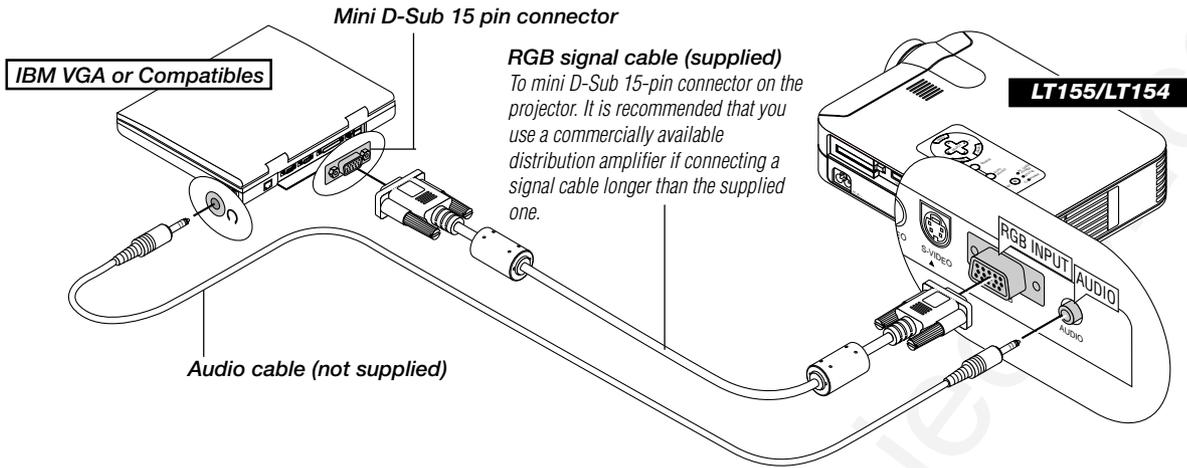 Mini D-Sub 15 pin connector
IBM VGA or Compatibles
RGB signal cable (supplied)
To mini D-Sub 15-pin connector on the
projector. It is recommended that you
use a commercially available
distribution amplifier if connecting a
signal cable longer than the supplied
one.
LT155/LT154
S-VIDEO
RGB INPUT
AUDIO
AUDIO
Audio cable (not supplied)